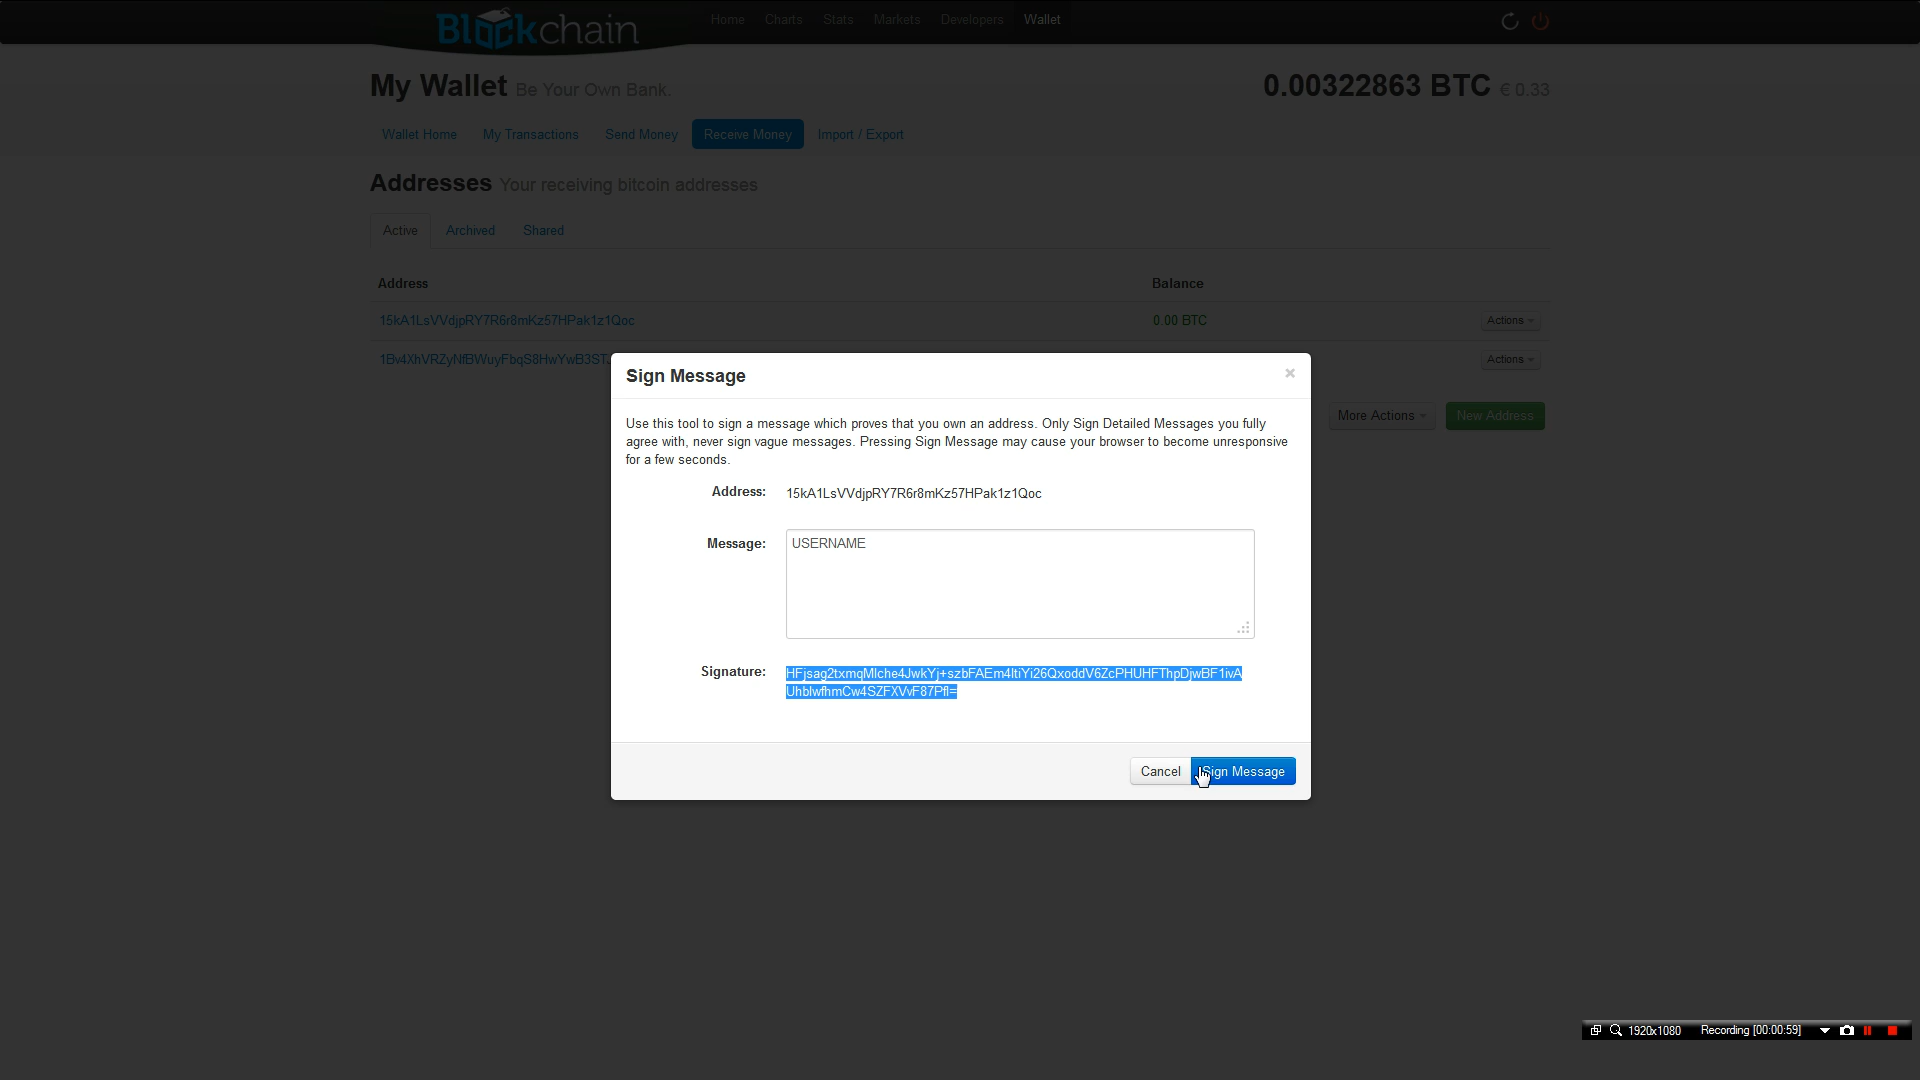 Blockchain
Home Charts Stats Markets Developers Wallet
My Wallet Be Your Own Bank.
0.00322863 BTC € 0.33
Wallet Home My Transactions Send Money Receive Money Import / Export
Addresses Your receiving bitcoin addresses
Active Archived Shared
Address Balance
15kA1LsVVdjpRY7R6r8mKz57HPak1z1Qoc 0.00 BTC Actions
Actions
More Actions New Address
Sign Message
Use this tool to sign a message which proves that you own an address. Only Sign Detailed Messages you fully
agree with, never sign vague messages. Pressing Sign Message may cause your browser to become unresponsive
for a few seconds.
Address: 15kA1LsVVdjpRY7R6r8mKz57HPak1z1Qoc
Message: USERNAME
Signature:
Cancel Sign Message
1920x1080 Recording [00:00:59]